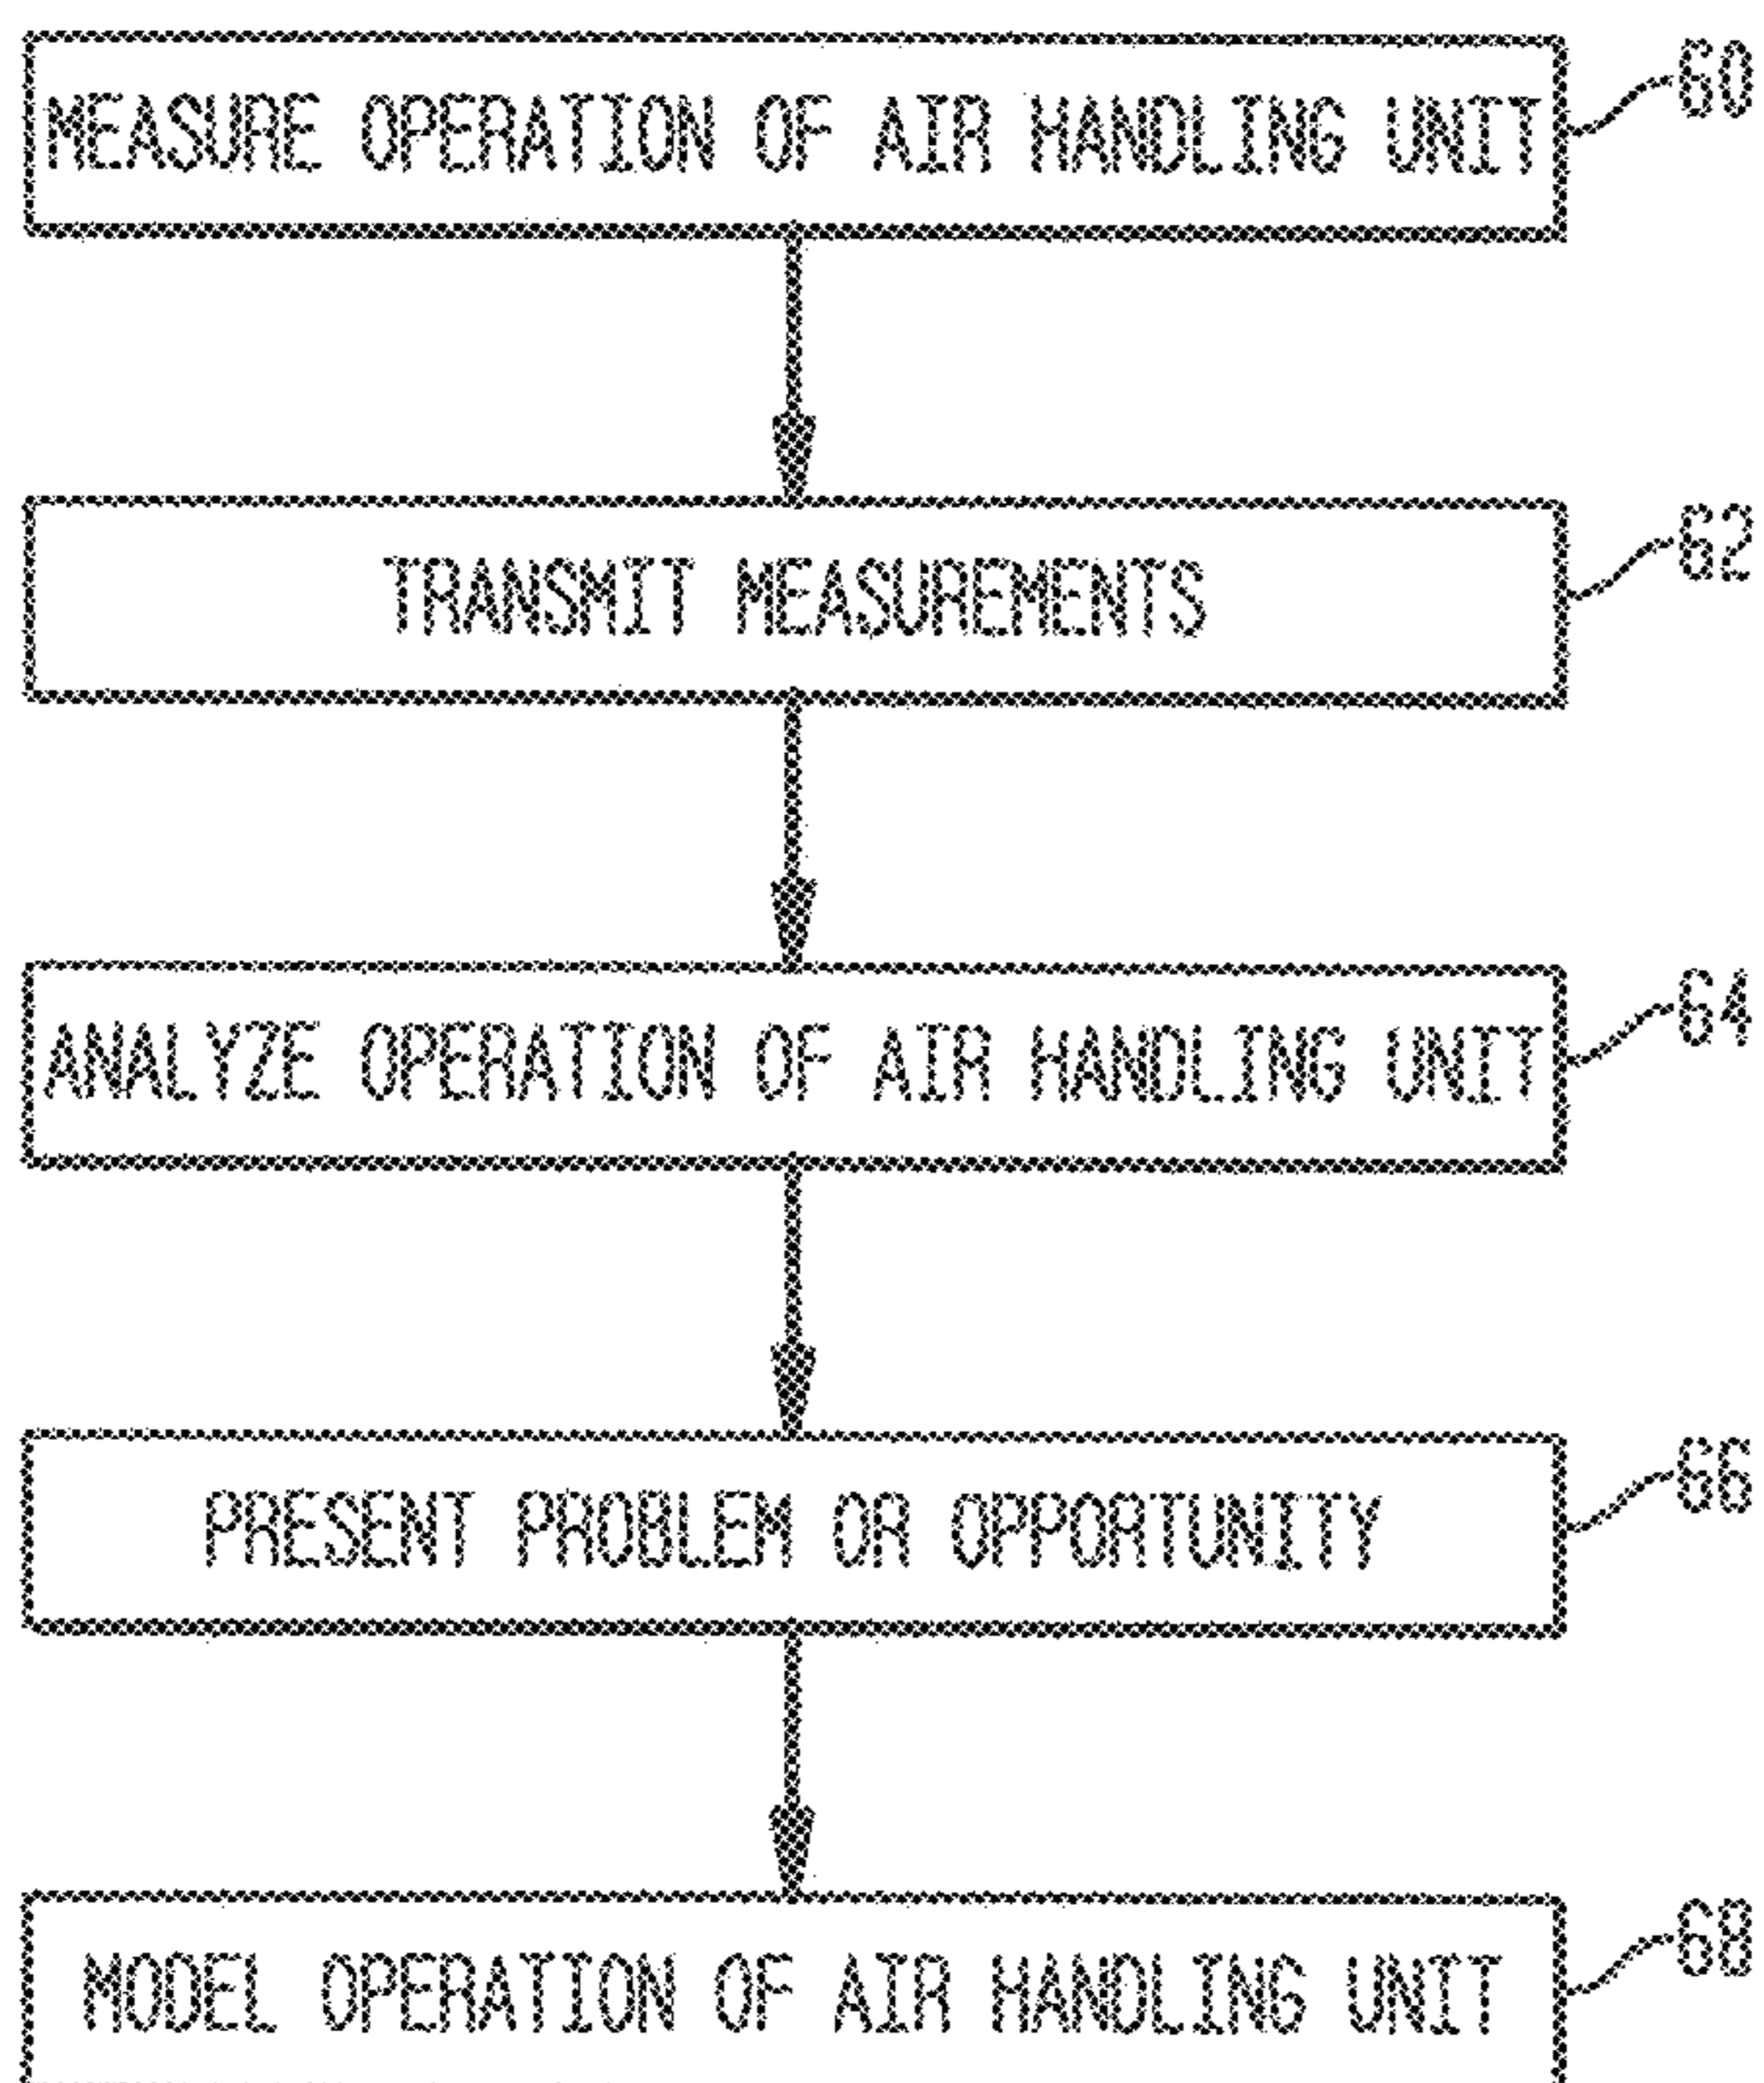 MEASURE OPERATION OF AIR HANDLING UNIT
60
TRANSMIT MEASUREMENTS
62
ANALYZE OPERATION OF AIR HANDLING UNIT
64
PRESENT PROBLEM OR OPPORTUNITY
66
MODEL OPERATION OF AIR HANDLING UNIT
68